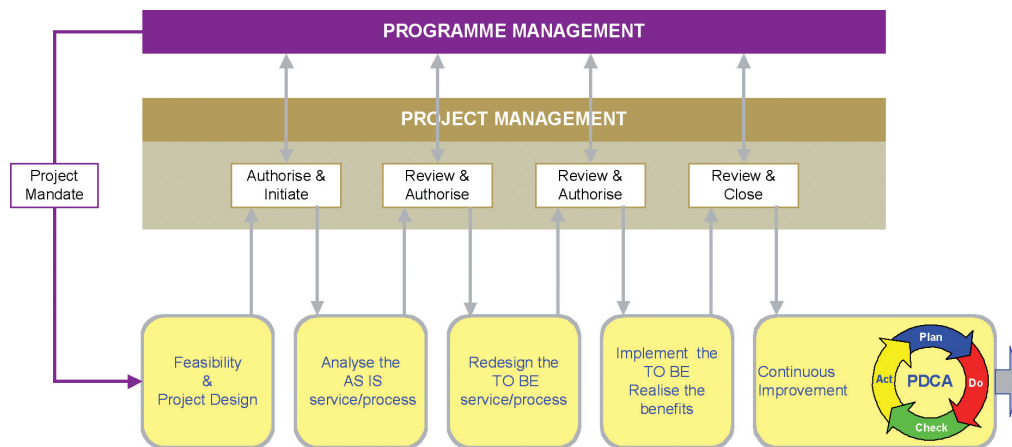 PROGRAMME MANAGEMENT
PROJECT MANAGEMENT
Project
Mandate
Authorise &
Initiate
Review &
Authorise
Review &
Authorise
Review &
Close
Feasibility
&
Project Design
Analyse the
AS IS
service/process
Redesign the
TO BE
service/process
Implement the
TO BE
Realise the
benefits
Continuous
Improvement
Plan
Act
PDCA
Do
Check